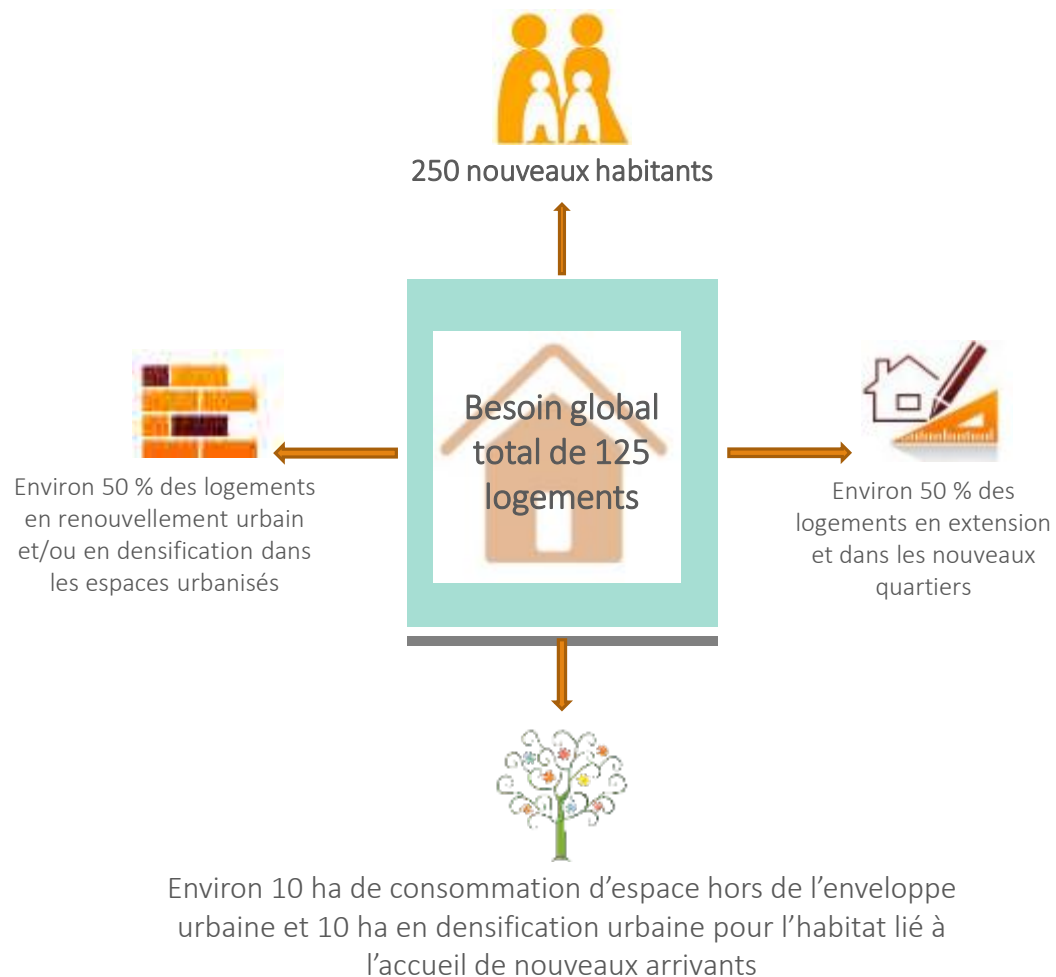 250 nouveaux habitants
Besoin global
total de 125
logements
Environ 50 % des logements
en renouvellement urbain
et/ou en densification dans
les espaces urbanisés
Environ 50 % des
logements en extension
et dans les nouveaux
quartiers
Environ 10 ha de consommation d’espace hors de l’enveloppe
urbaine et 10 ha en densification urbaine pour l’habitat lié à
l’accueil de nouveaux arrivants